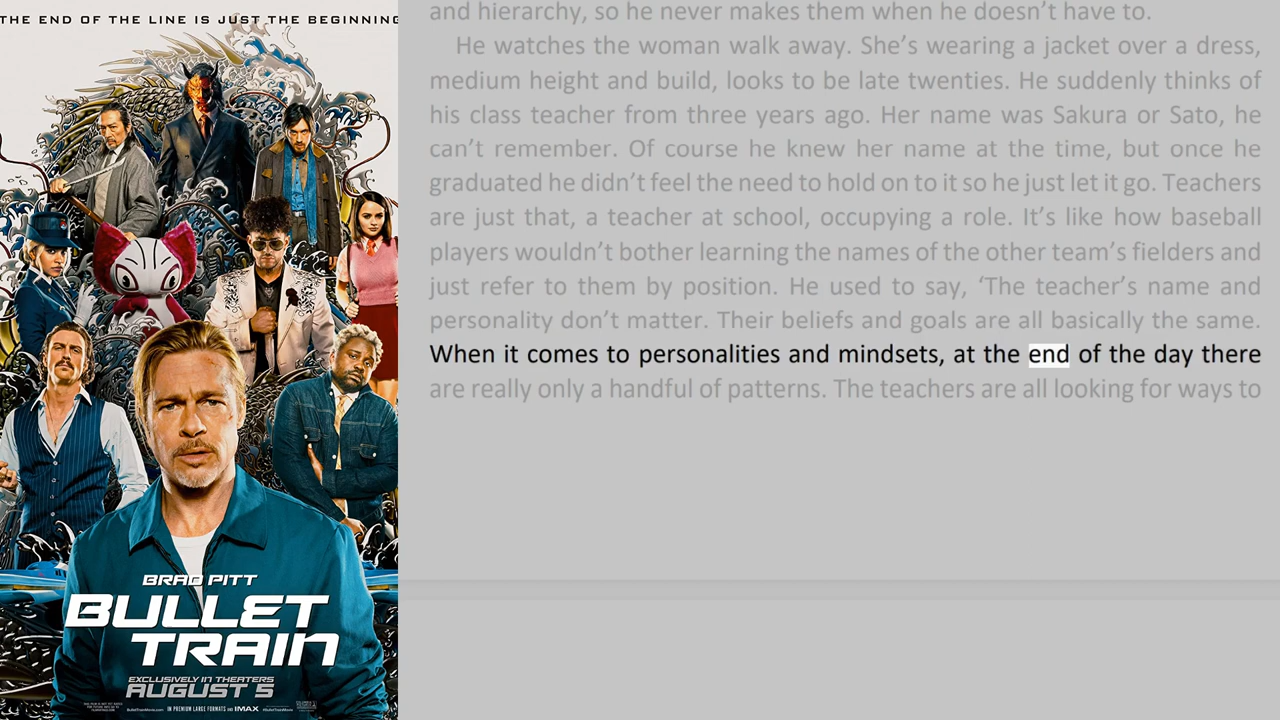 THE END OF THE LINE IS JUST THE BEGINNING
BRAD PITT
BULLET
TRAIN
EXCLUSIVELY IN THEATERS
AUGUST 5
BulletTrainMovie.com IN PREMIUM LARGE FORMATS AND IMAX #BulletTrainMovie
and hierarchy, so he never makes them when he doesn’t have to.
He watches the woman walk away. She’s wearing a jacket over a dress,
medium height and build, looks to be late twenties. He suddenly thinks of
his class teacher from three years ago. Her name was Sakura or Sato, he
can’t remember. Of course he knew her name at the time, but once he
graduated he didn’t feel the need to hold onto it so he just let it go. Teachers
are just that, a teacher at school, occupying a role. It’s like how baseball
players wouldn’t bother learning the names of the other team’s fielders and
just refer to them by position. He used to say, ‘The teacher’s name and
personality don’t matter. Their beliefs and goals are all basically the same.
When it comes to personalities and mindsets, at the end of the day there
are really only a handful of patterns. The teachers are all looking for ways to